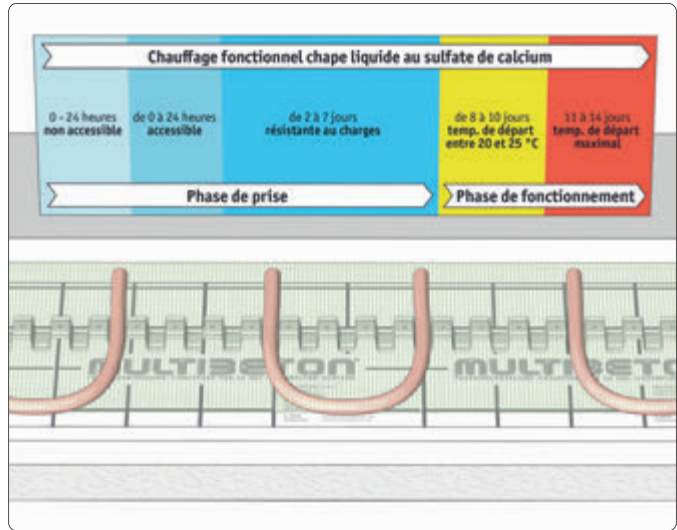 Chauffage fonctionnel chape liquide au sulfate de calcium
0 - 24 heures
non accessible
de 0 à 24 heures
accessible
de 2 à 7 jours
résistante au charges
de 8 à 10 jours
temp. de départ
entre 20 et 25 °C
11 à 14 jours
temp. de départ
maximal
Phase de prise
Phase de fonctionnement
MULTIBETON® MULTIBETO